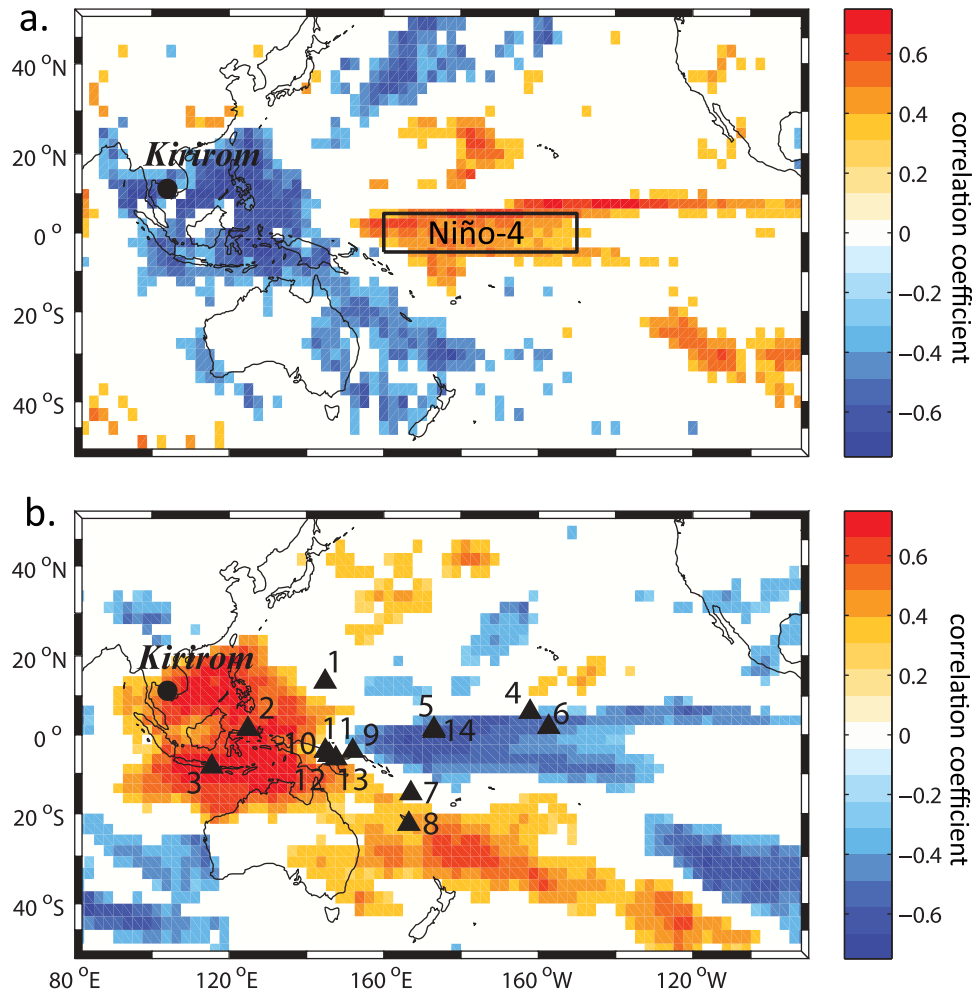 a.
40 °N
20 °N
0 °
20 °S
40 °S
Kirirom
Niño-4
0.6
0.4
0.2
0
−0.2
−0.4
−0.6
correlation coefficient
b.
40 °N
20 °N
0 °
20 °S
40 °S
Kirirom
1
2
3
4
5
6
7
8
9
10
11
12
13
14
0.6
0.4
0.2
0
−0.2
−0.4
−0.6
correlation coefficient
80 °E
120 °E
160 °E
160 °W
120 °W